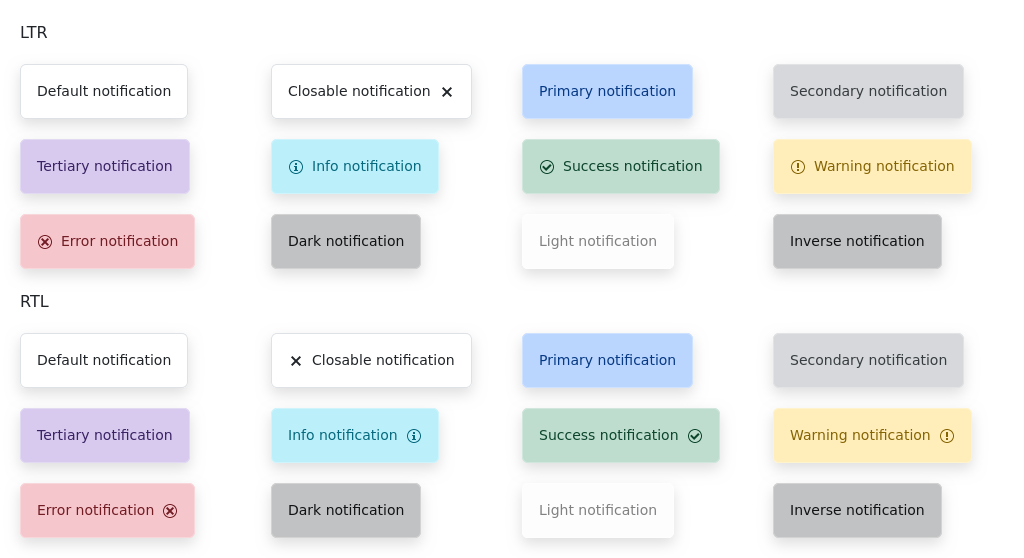 LTR
Default notification
Closable notification
Primary notification
Secondary notification
Tertiary notification
Info notification
Success notification
Warning notification
Error notification
Dark notification
Light notification
Inverse notification
RTL
Default notification
Closable notification
Primary notification
Secondary notification
Tertiary notification
Info notification
Success notification
Warning notification
Error notification
Dark notification
Light notification
Inverse notification